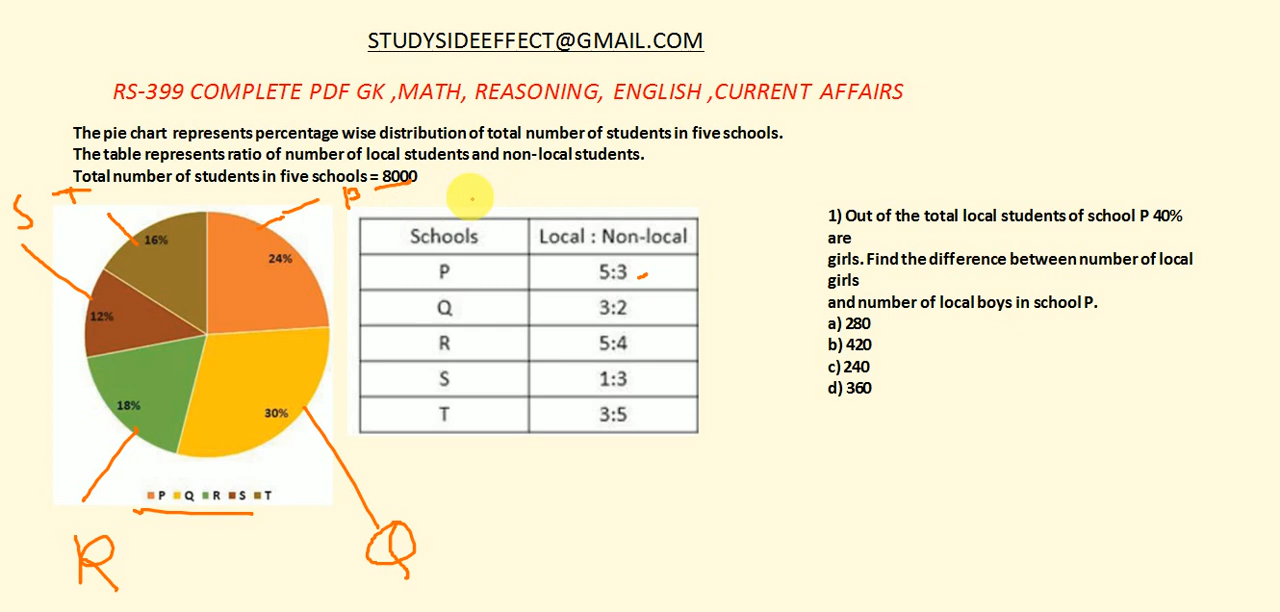 STUDYSIDEEFFECT@GMAIL.COM
RS-399 COMPLETE PDF GK ,MATH, REASONING, ENGLISH ,CURRENT AFFAIRS
The pie chart represents percentage wise distribution of total number of students in five schools.
The table represents ratio of number of local students and non-local students.
Total number of students in five schools = 8000
S T P
16%
24%
12%
18%
30%
P Q R S T
R Q
Schools Local : Non-local
P 5:3
Q 3:2
R 5:4
S 1:3
T 3:5
1) Out of the total local students of school P 40%
are
girls. Find the difference between number of local
girls
and number of local boys in school P.
a) 280
b) 420
c) 240
d) 360